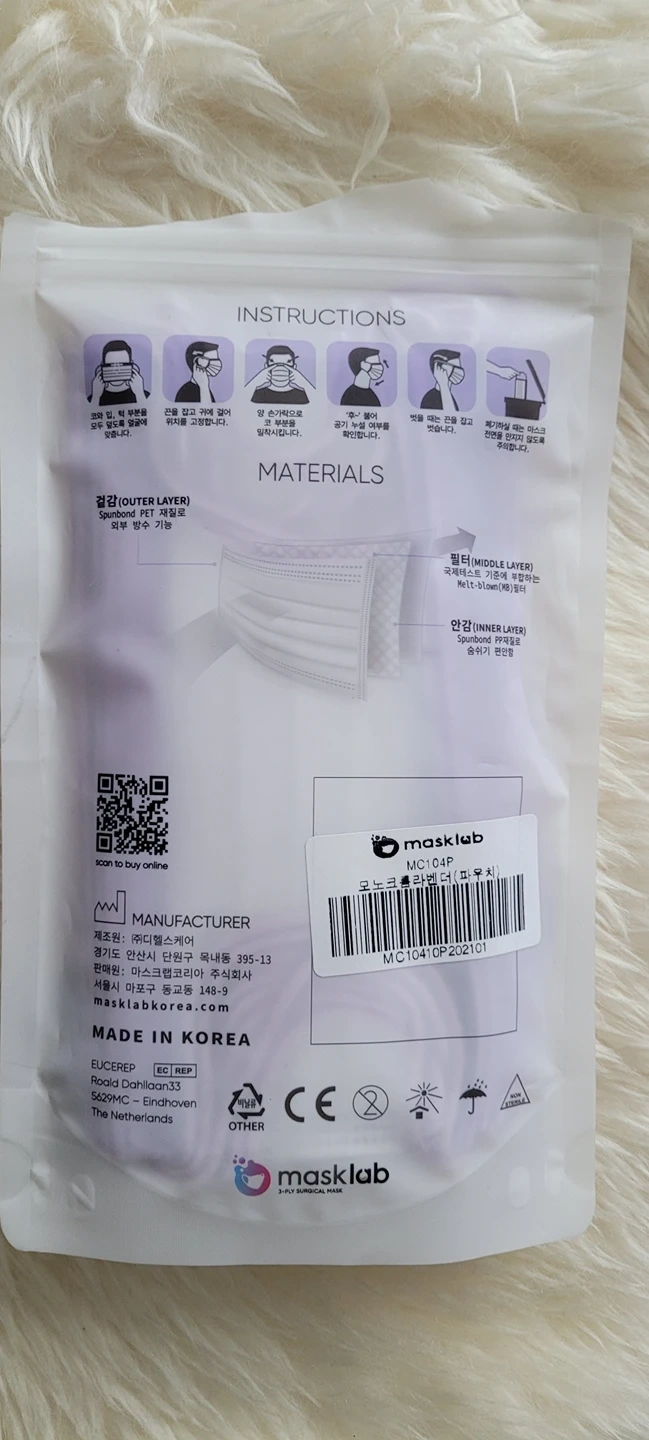 INSTRUCTIONS
코와 입, 턱 부분을
모두 덮도록 얼굴에
맞춥니다.
끈을 잡고 귀에 걸어
위치를 고정합니다.
양 손가락으로
코 부분을
밀착시킵니다.
'후~' 불어
공기 누설 여부를
확인합니다.
벗을 때는 끈을 잡고
벗습니다.
폐기하실 때는 마스크
전면을 만지지 않도록
주의합니다.
MATERIALS
겉감(OUTER LAYER)
Spunbond PET 재질로
외부 방수 기능
필터(MIDDLE LAYER)
국제테스트 기준에 부합하는
Melt-blown(MB)필터
안감(INNER LAYER)
Spunbond PP재질로
숨쉬기 편안함
scan to buy online
masklab
MC104P
모노크롬라벤더(파우치)
MC10410P202101
MANUFACTURER
제조원: ㈜디헬스케어
경기도 안산시 단원구 목내동 395-13
판매원: 마스크랩코리아 주식회사
서울시 마포구 동교동 148-9
masklabkorea.com
MADE IN KOREA
EUCEREP EC REP
Roald Dahllaan33
5629MC – Eindhoven
The Netherlands
비닐류
OTHER
CE
2
NON
STERILE
masklab
3-PLY SURGICAL MASK